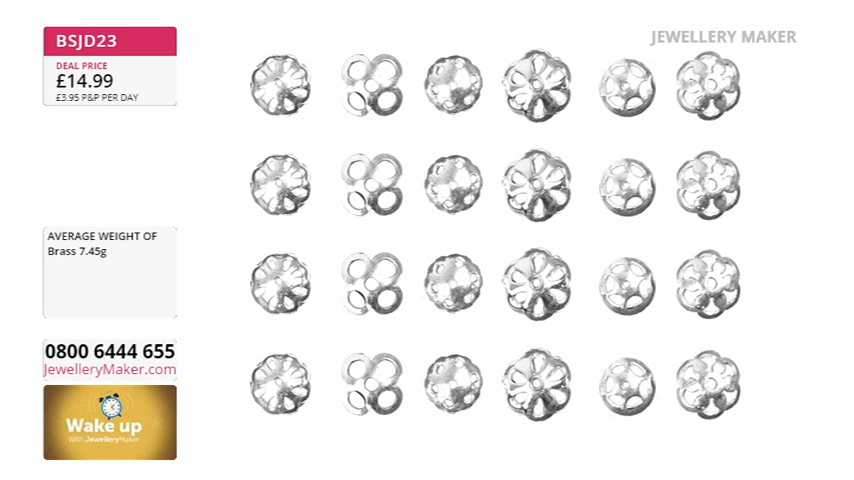 BSJD23
DEAL PRICE
£14.99
£3.95 P&P PER DAY
JEWELLERY MAKER
AVERAGE WEIGHT OF
Brass 7.45g
0800 6444 655
JewelleryMaker.com
Wake up
With JewelleryMaker